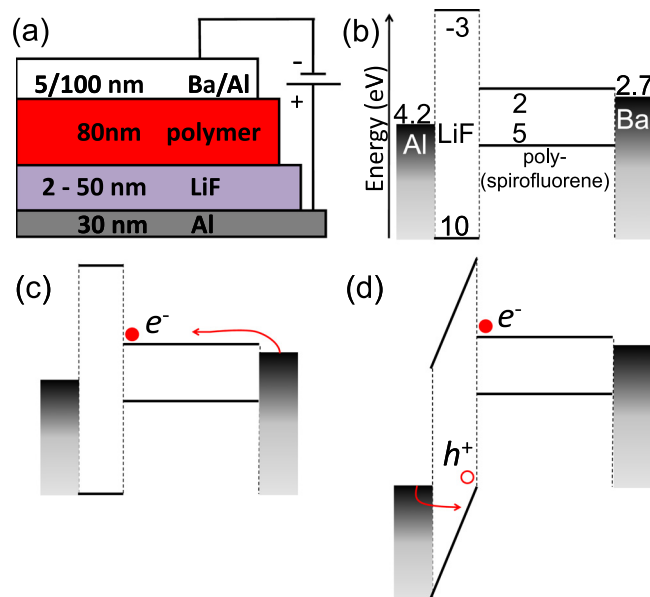 (a)
-
5/100 nm Ba/Al
+
80nm polymer
2 - 50 nm LiF
30 nm Al
(b)
Energy (eV)
-3
2.7
4.2
2
Al LiF 5 Ba
poly-
(spirofluorene)
10
(c)
e-
(d)
e-
h+